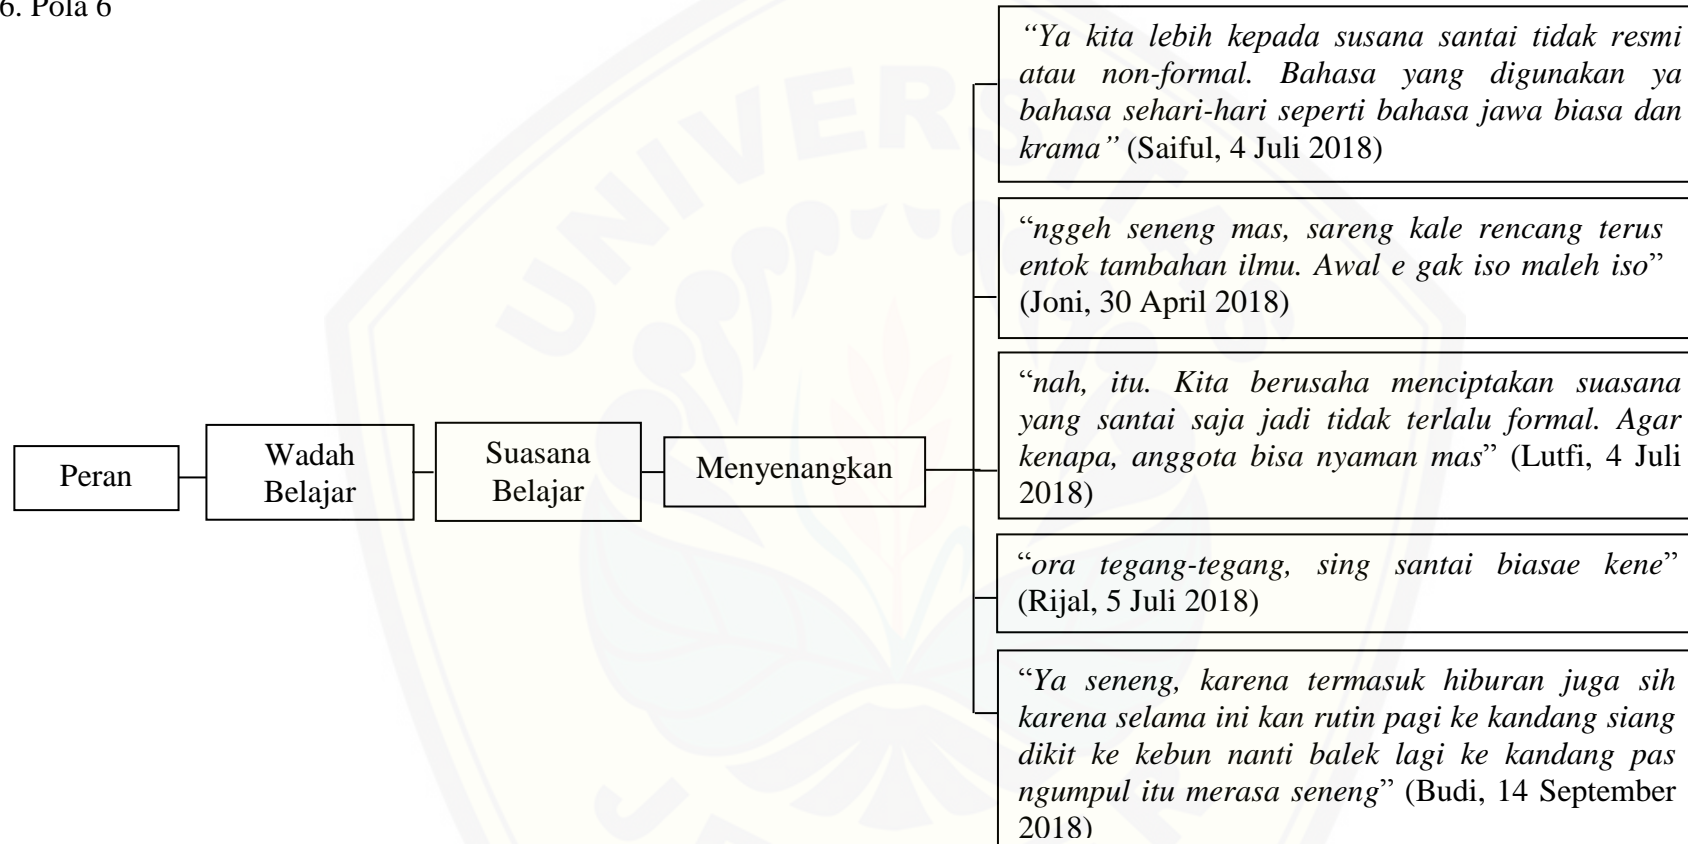 6. Pola 6
“Ya kita lebih kepada susana santai tidak resmi
atau non-formal. Bahasa yang digunakan ya
bahasa sehari-hari seperti bahasa jawa biasa dan
krama” (Saiful, 4 Juli 2018)
“nggeh seneng mas, sareng kale rencang terus
entok tambahan ilmu. Awal e gak iso maleh iso”
(Joni, 30 April 2018)
“nah, itu. Kita berusaha menciptakan suasana
yang santai saja jadi tidak terlalu formal. Agar
kenapa, anggota bisa nyaman mas” (Lutfi, 4 Juli
2018)
Peran
Wadah
Belajar
Suasana
Belajar
Menyenangkan
“ora tegang-tegang, sing santai biasae kene”
(Rijal, 5 Juli 2018)
“Ya seneng, karena termasuk hiburan juga sih
karena selama ini kan rutin pagi ke kandang siang
dikit ke kebun nanti balek lagi ke kandang pas
ngumpul itu merasa seneng” (Budi, 14 September
2018)
UNIVERSITAS